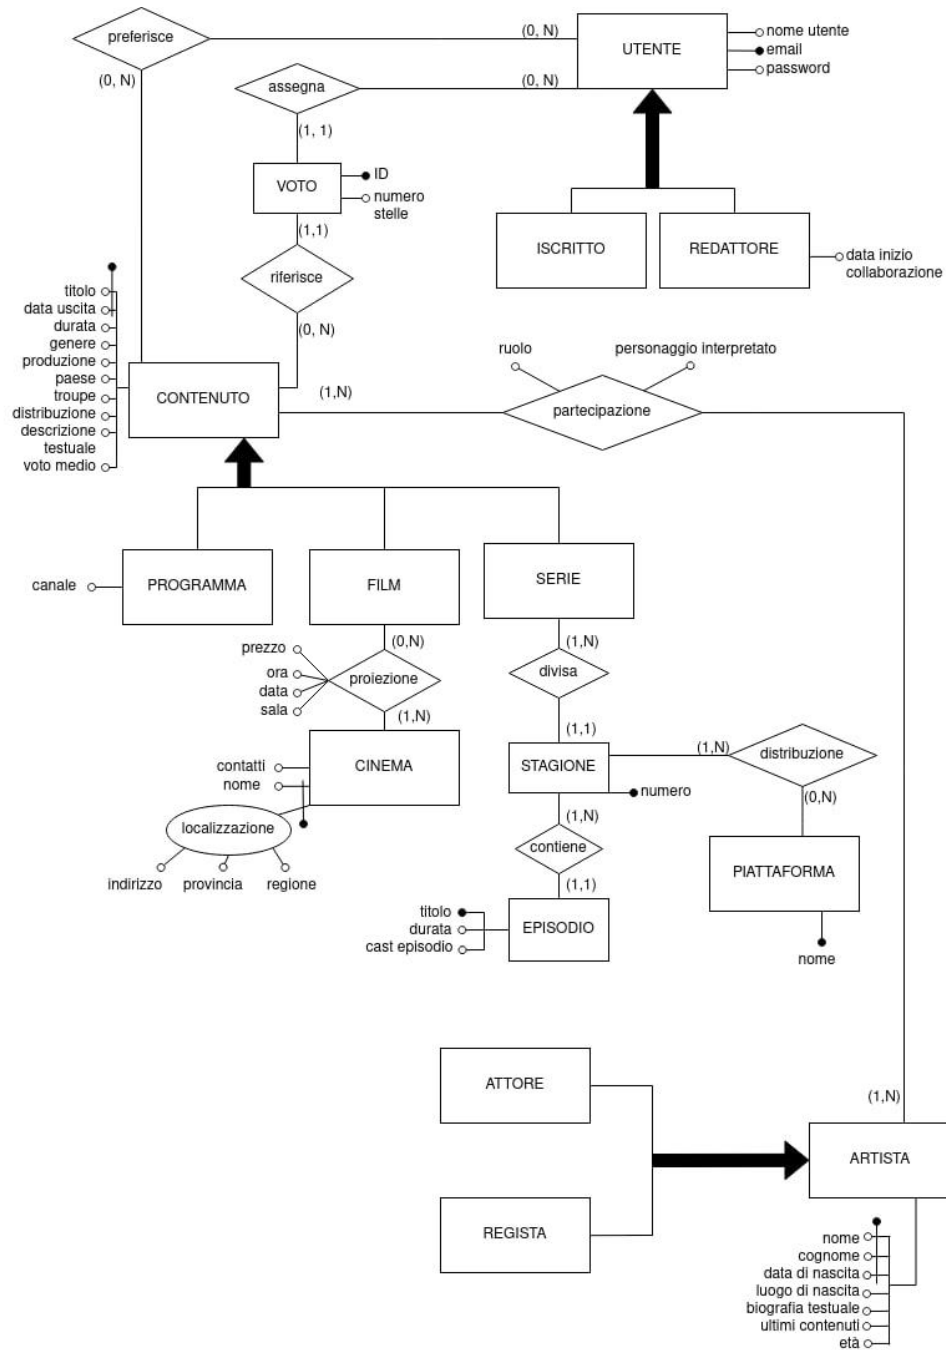 preferisce
(0, N)
UTENTE
nome utente
email
password
(0, N)
assegna
(0, N)
(1, 1)
VOTO
ID
numero
stelle
(1,1)
riferisce
(0, N)
ISCRITTO
REDATTORE
data inizio
collaborazione
titolo
data uscita
durata
genere
produzione
paese
troupe
distribuzione
descrizione
testuale
voto medio
CONTENUTO
(1,N)
ruolo
personaggio interpretato
partecipazione
canale
PROGRAMMA
FILM
SERIE
(0,N)
prezzo
ora
data
sala
proiezione
(1,N)
(1,N)
divisa
(1,1)
contatti
nome
CINEMA
localizzazione
indirizzo
provincia
regione
STAGIONE
numero
(1,N)
distribuzione
(0,N)
(1,N)
contiene
(1,1)
PIATTAFORMA
nome
titolo
durata
cast episodio
EPISODIO
ATTORE
REGISTA
(1,N)
ARTISTA
nome
cognome
data di nascita
luogo di nascita
biografia testuale
ultimi contenuti
età